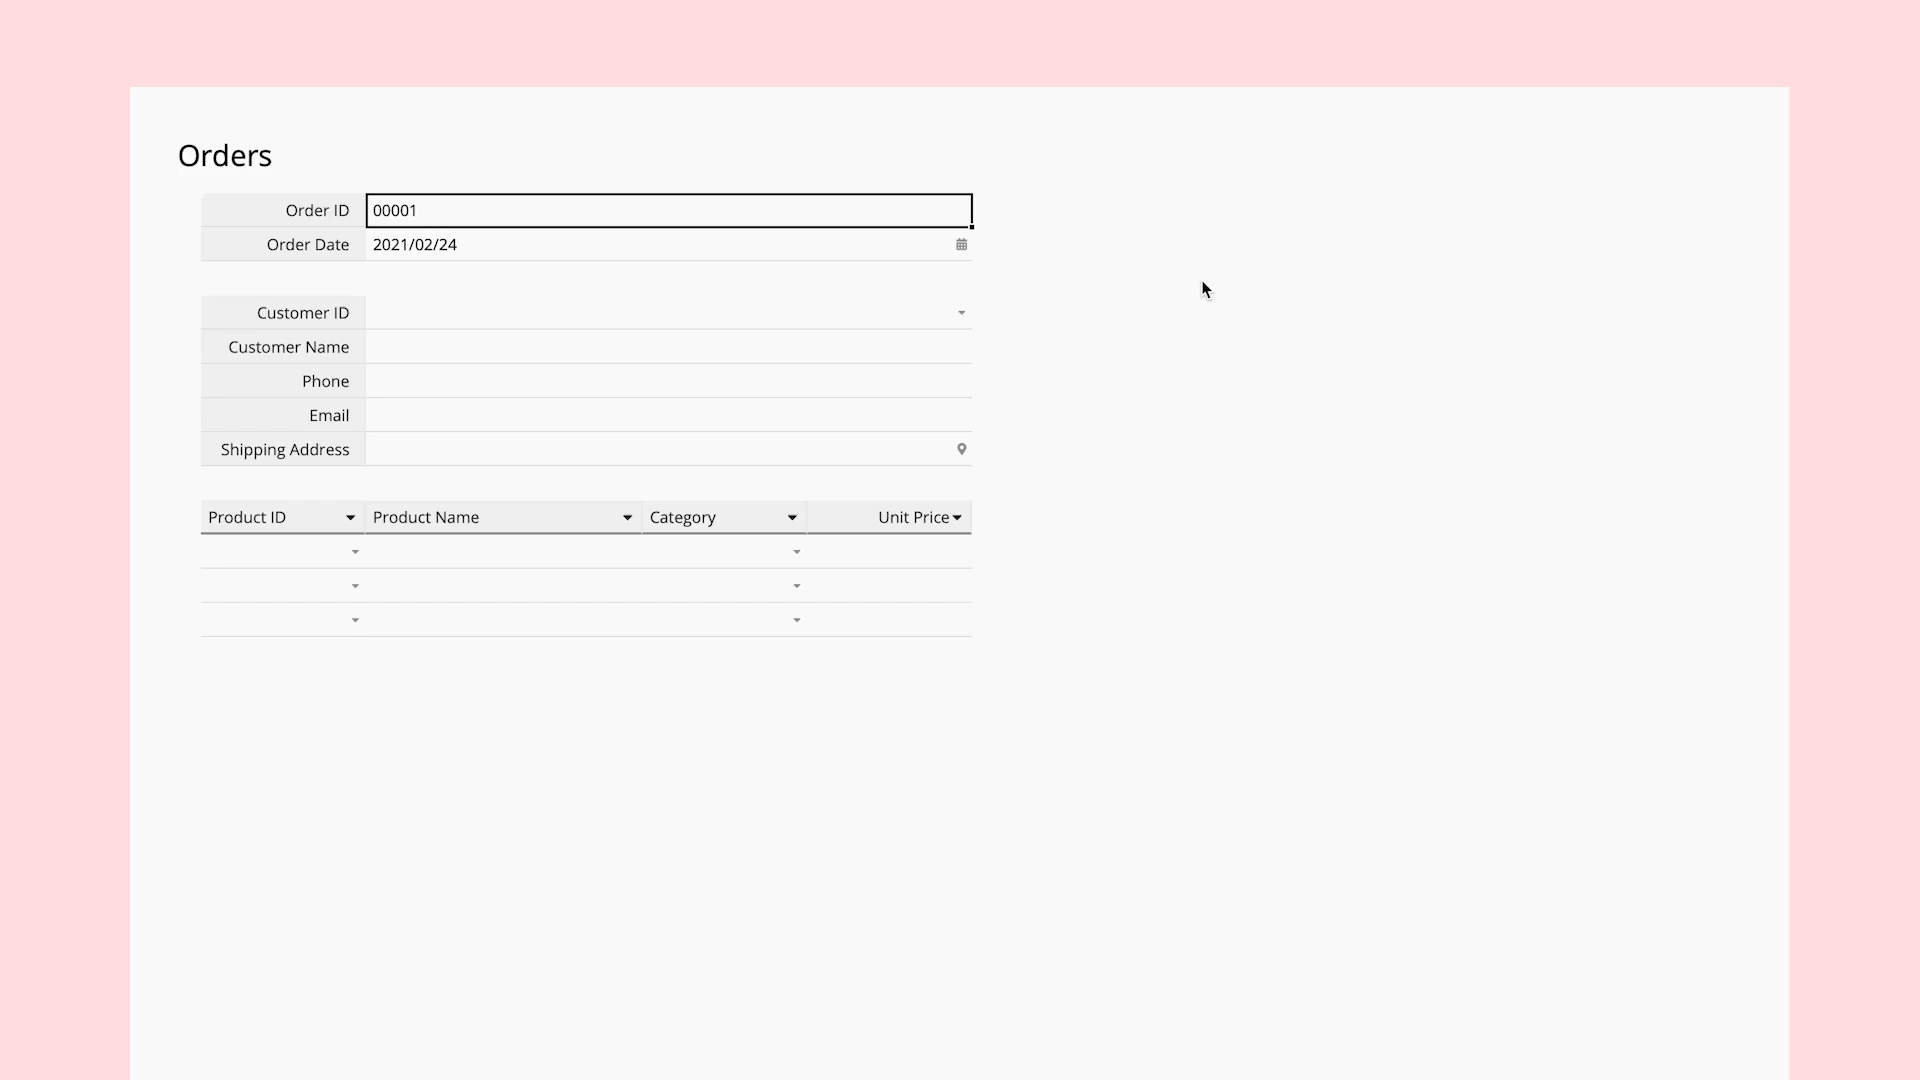 Orders
Order ID 00001
Order Date 2021/02/24
Customer ID
Customer Name
Phone
Email
Shipping Address
Product ID Product Name Category Unit Price